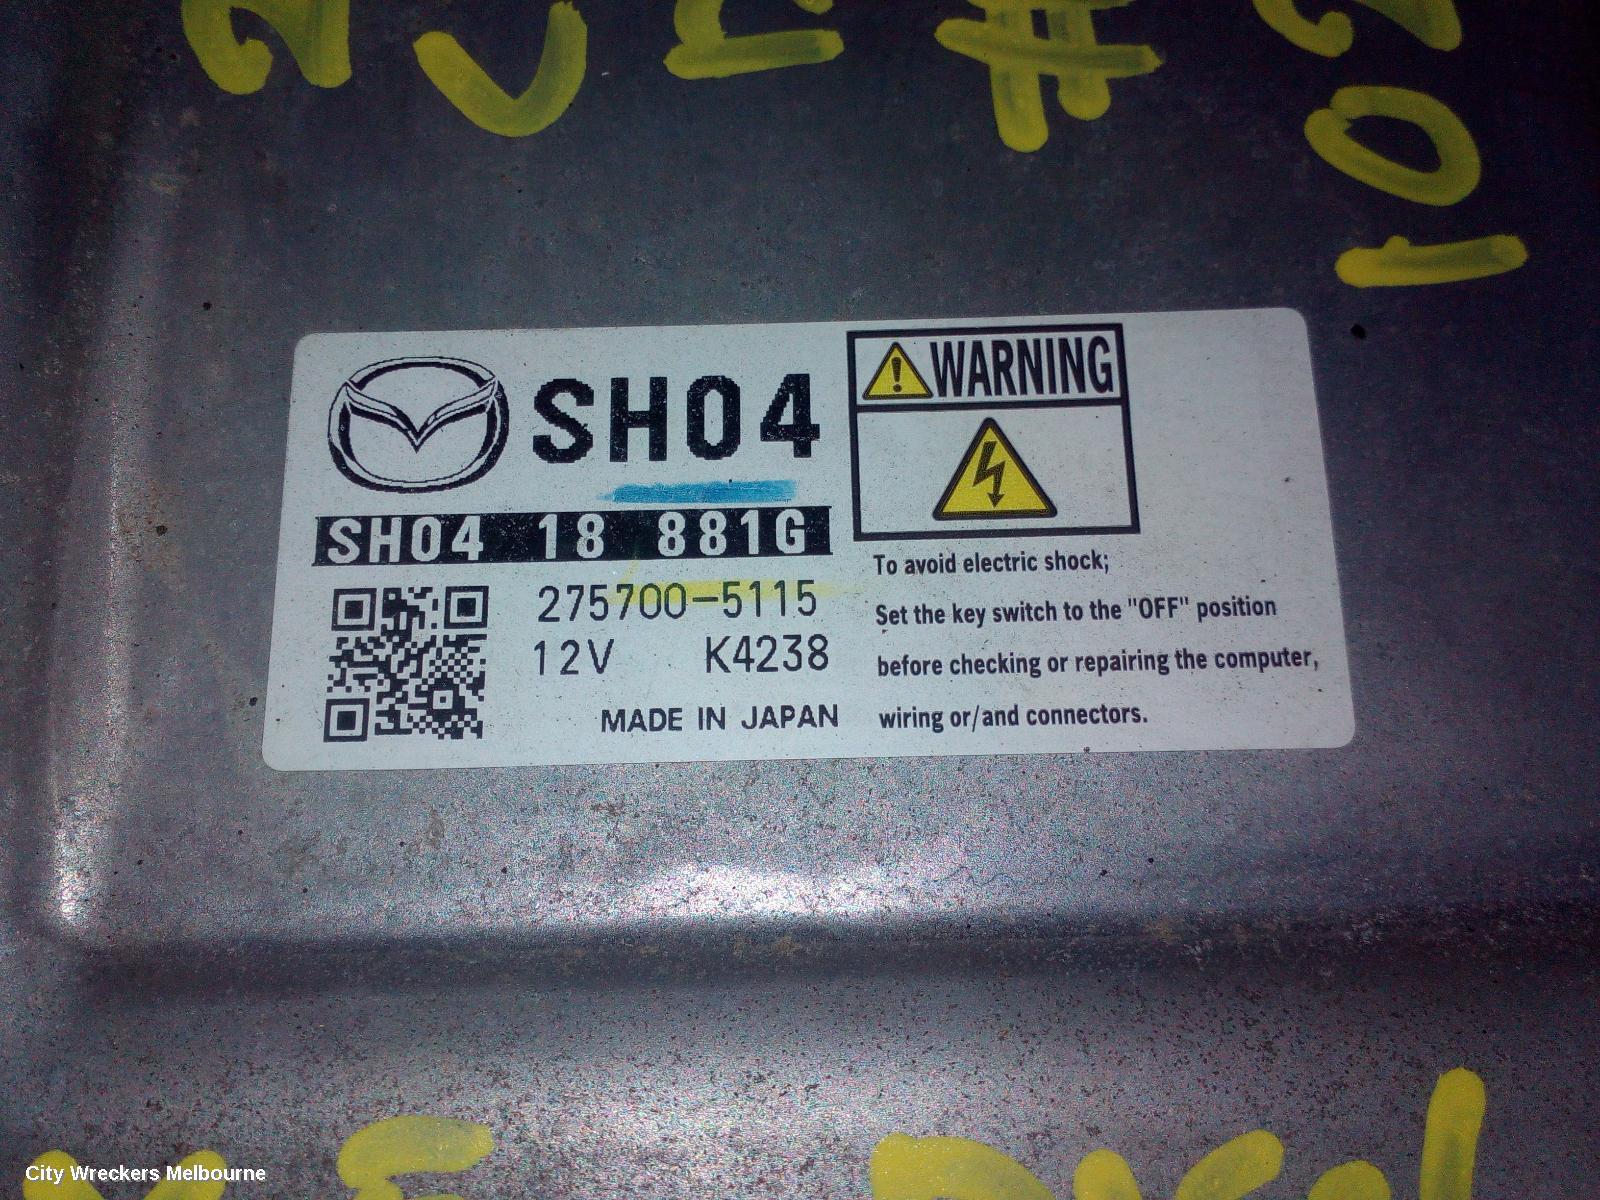 SH04
SH04 18 881G
275700-5115
12V K4238
MADE IN JAPAN
WARNING
To avoid electric shock;
Set the key switch to the "OFF" position
before checking or repairing the computer,
wiring or/and connectors.
City Wreckers Melbourne